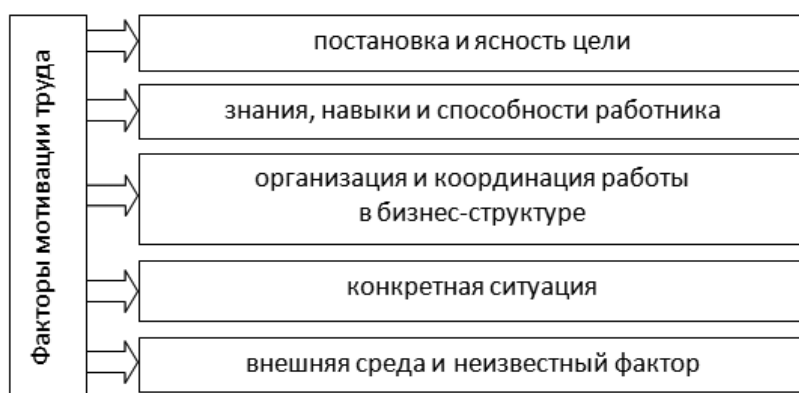 Факторы мотивации труда
постановка и ясность цели
знания, навыки и способности работника
организация и координация работы
в бизнес-структуре
конкретная ситуация
внешняя среда и неизвестный фактор